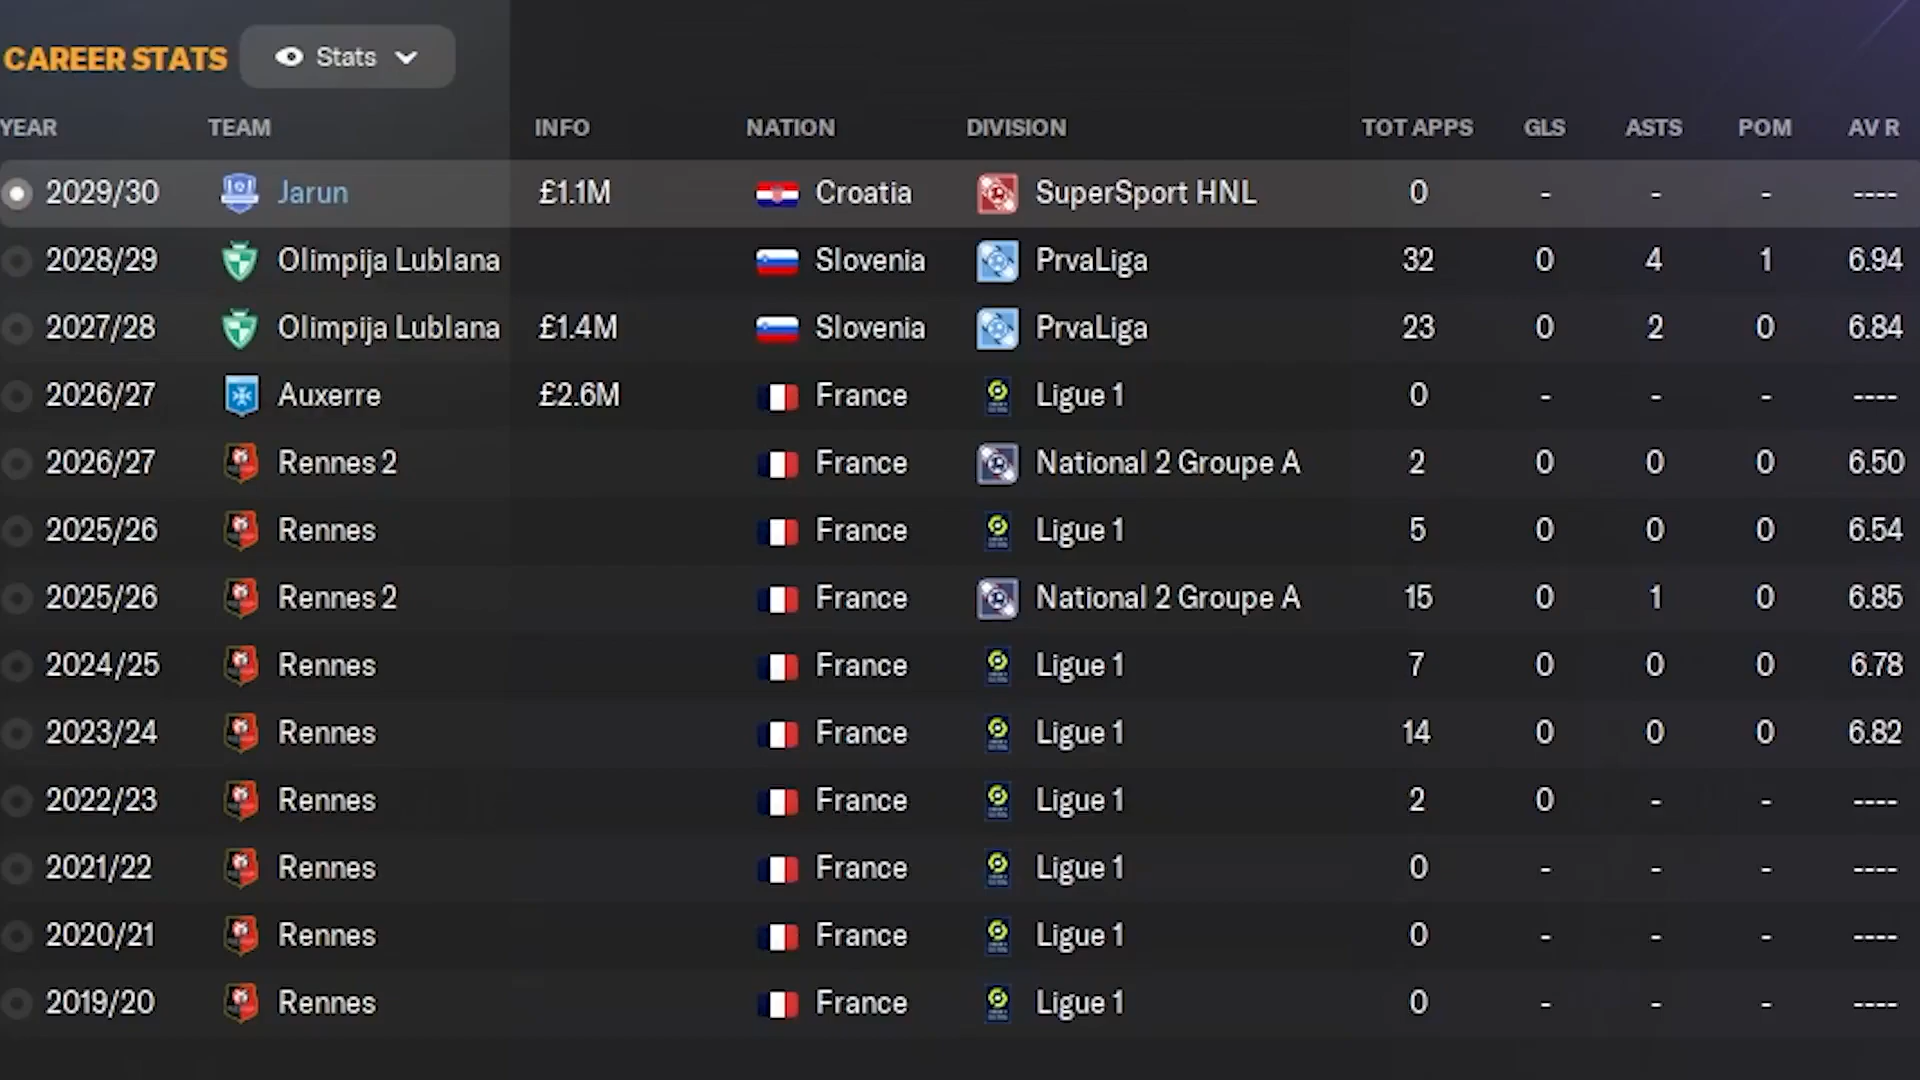 CAREER STATS Stats
YEAR TEAM INFO NATION DIVISION TOT APPS GLS ASTS POM AV R
2029/30 Jarun £1.1M Croatia SuperSport HNL 0 - - - ----
2028/29 Olimpija Lublana Slovenia PrvaLiga 32 0 4 1 6.94
2027/28 Olimpija Lublana £1.4M Slovenia PrvaLiga 23 0 2 0 6.84
2026/27 Auxerre £2.6M France Ligue 1 0 - - - ----
2026/27 Rennes 2 France National 2 Groupe A 2 0 0 0 6.50
2025/26 Rennes France Ligue 1 5 0 0 0 6.54
2025/26 Rennes 2 France National 2 Groupe A 15 0 1 0 6.85
2024/25 Rennes France Ligue 1 7 0 0 0 6.78
2023/24 Rennes France Ligue 1 14 0 0 0 6.82
2022/23 Rennes France Ligue 1 2 0 - - ----
2021/22 Rennes France Ligue 1 0 - - - ----
2020/21 Rennes France Ligue 1 0 - - - ----
2019/20 Rennes France Ligue 1 0 - - - ----